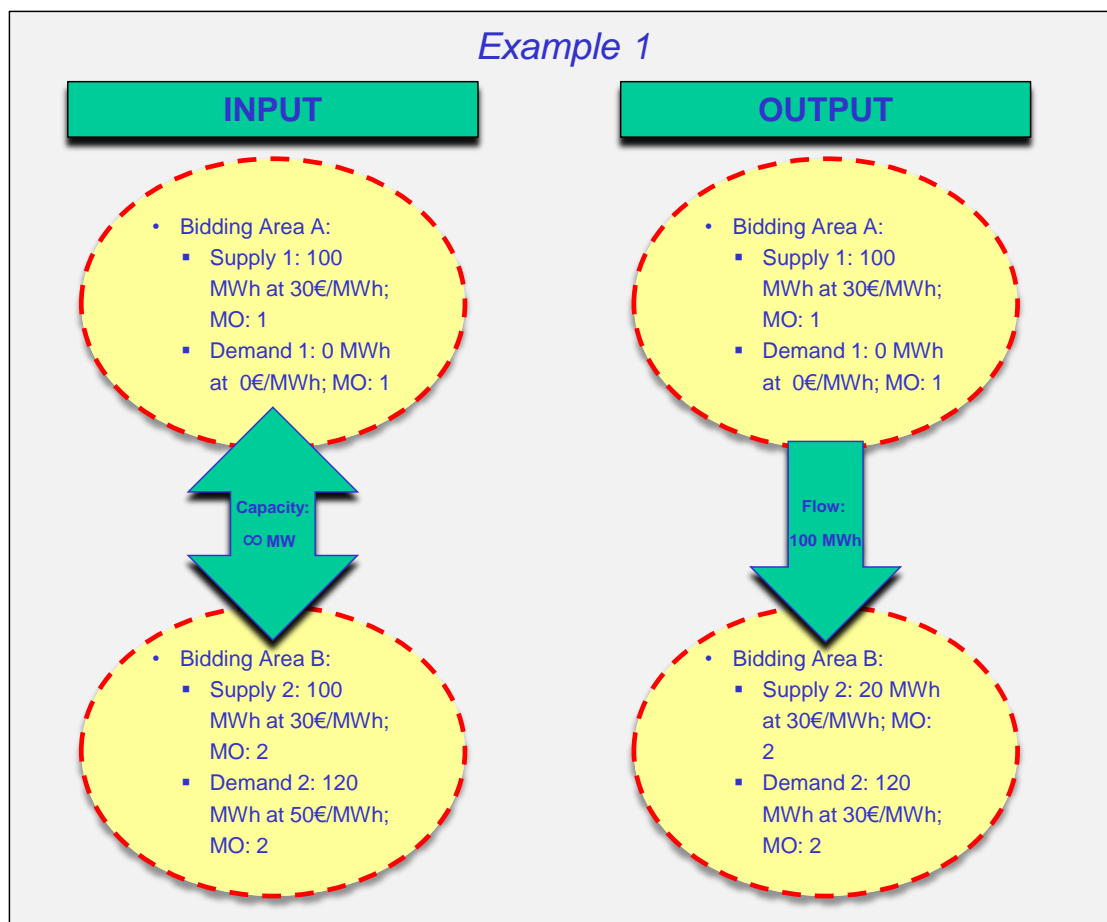 Example 1
INPUT
• Bidding Area A:
▪ Supply 1: 100
MWh at 30€/MWh;
MO: 1
▪ Demand 1: 0 MWh
at 0€/MWh; MO: 1
Capacity:
∞ MW
• Bidding Area B:
▪ Supply 2: 100
MWh at 30€/MWh;
MO: 2
▪ Demand 2: 120
MWh at 50€/MWh;
MO: 2
OUTPUT
• Bidding Area A:
▪ Supply 1: 100
MWh at 30€/MWh;
MO: 1
▪ Demand 1: 0 MWh
at 0€/MWh; MO: 1
Flow:
100 MWh
• Bidding Area B:
▪ Supply 2: 20 MWh
at 30€/MWh; MO:
2
▪ Demand 2: 120
MWh at 30€/MWh;
MO: 2